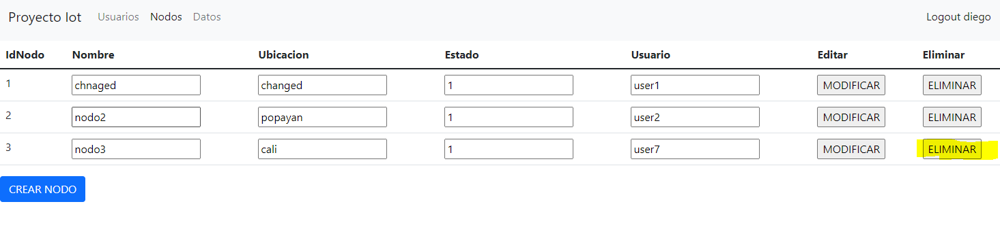 Proyecto Iot Usuarios Nodos Datos Logout diego
IdNodo Nombre Ubicacion Estado Usuario Editar Eliminar
1 chnaged changed 1 user1 MODIFICAR ELIMINAR
2 nodo2 popayan 1 user2 MODIFICAR ELIMINAR
3 nodo3 cali 1 user7 MODIFICAR ELIMINAR
CREAR NODO